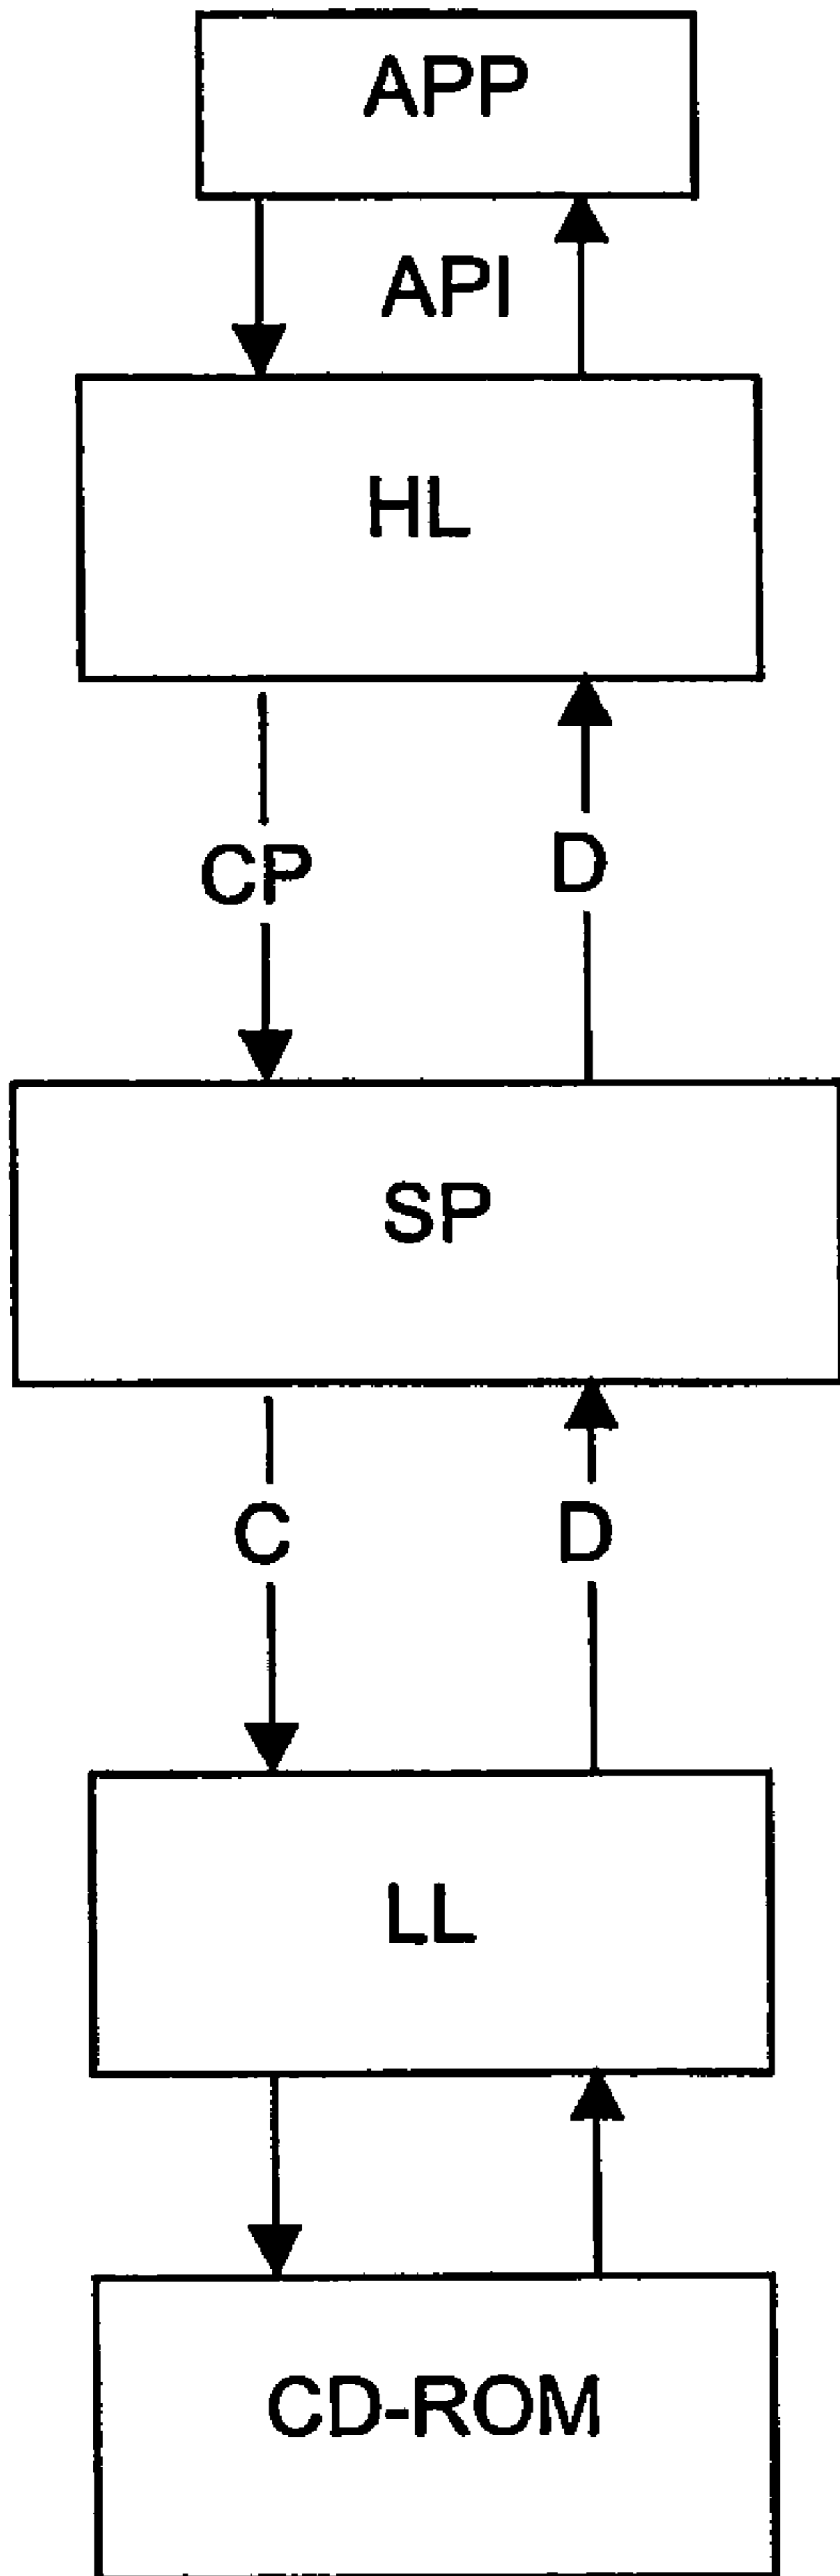 APP
API
HL
CP D
SP
C D
LL
CD-ROM